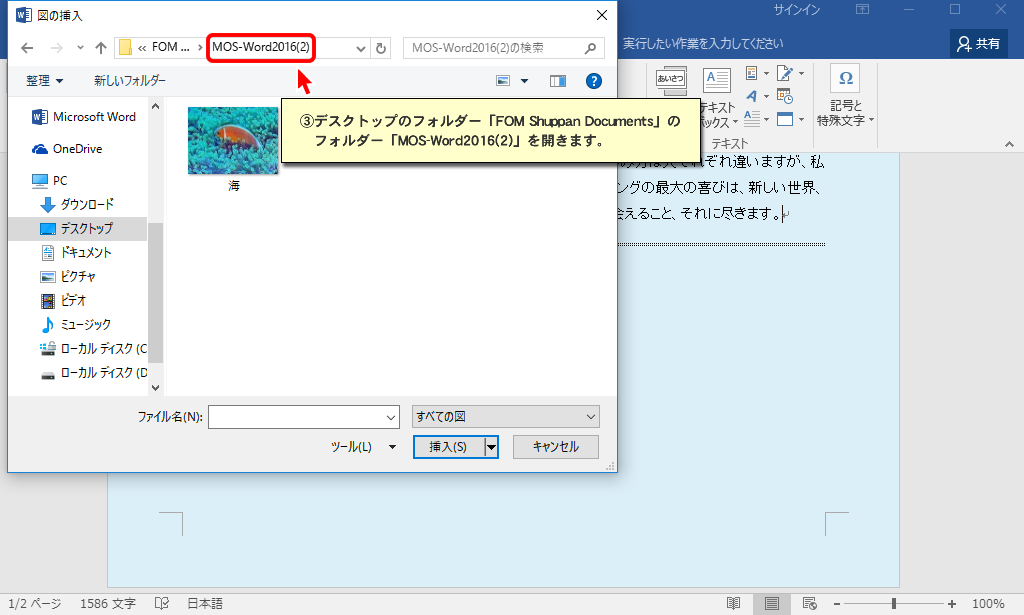 図の挿入
サインイン
« FOM ... › MOS-Word2016(2)
MOS-Word2016(2)の検索
実行したい作業を入力してください
共有
整理
新しいフォルダー
Microsoft Word
OneDrive
PC
ダウンロード
デスクトップ
ドキュメント
ピクチャ
ビデオ
ミュージック
ローカル ディスク (C
ローカル ディスク (D
海
③デスクトップのフォルダー「FOM Shuppan Documents」の
フォルダー「MOS-Word2016(2)」を開きます。
あいさつ
A
テキスト
ボックス
A
Ω
記号と
特殊文字
テキスト
ぞれ違いますが、私
ングの最大の喜びは、新しい世界、
会えること、それに尽きます。
ファイル名(N):
すべての図
ツール(L)
挿入(S)
キャンセル
1/2 ページ
1586 文字
日本語
100%